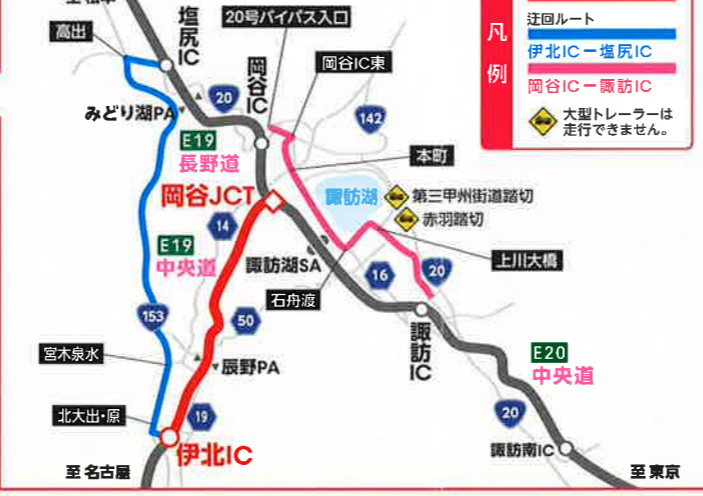 塩尻IC
高出
20号バイパス入口
岡谷IC
岡谷IC東
20
142
みどり湖PA
E19
長野道
本町
岡谷JCT
諏訪湖
第三甲州街道踏切
赤羽踏切
14
E19
中央道
諏訪湖SA
上川大橋
16
20
石舟渡
153
50
諏訪IC
宮木泉水
辰野PA
E20
中央道
北大出・原
19
20
伊北IC
諏訪南IC
至 名古屋
至 東京
凡例
迂回ルート
伊北IC－塩尻IC
岡谷IC－諏訪IC
大型トレーラーは
走行できません。